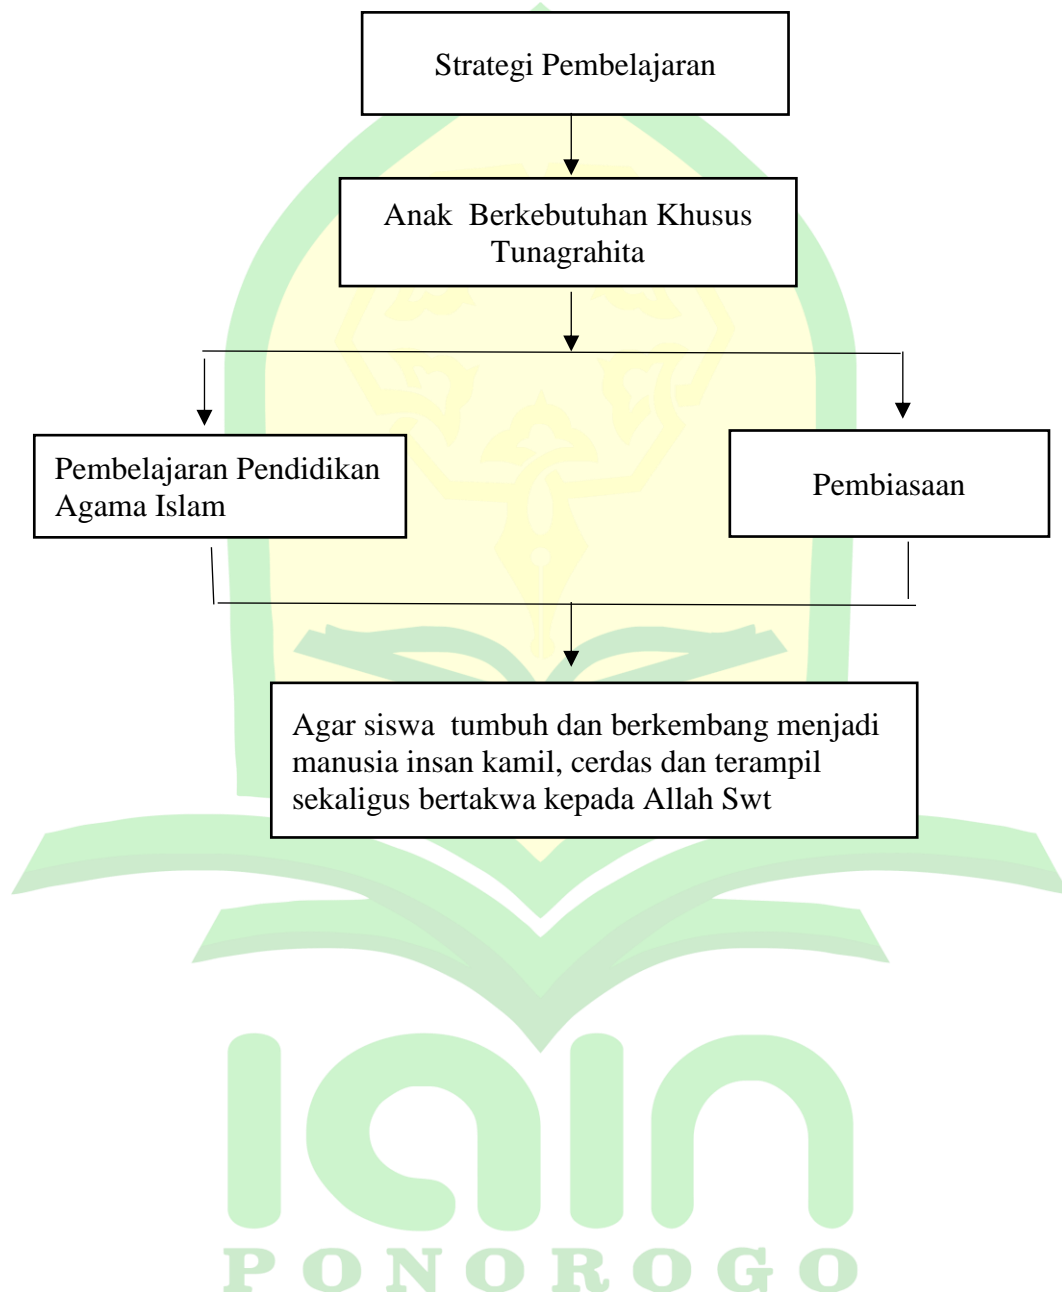 Strategi Pembelajaran
Anak  Berkebutuhan Khusus
Tunagrahita
Pembelajaran Pendidikan
Agama Islam
Pembiasaan
Agar siswa  tumbuh dan berkembang menjadi
manusia insan kamil, cerdas dan terampil
sekaligus bertakwa kepada Allah Swt
IAIN
PONOROGO